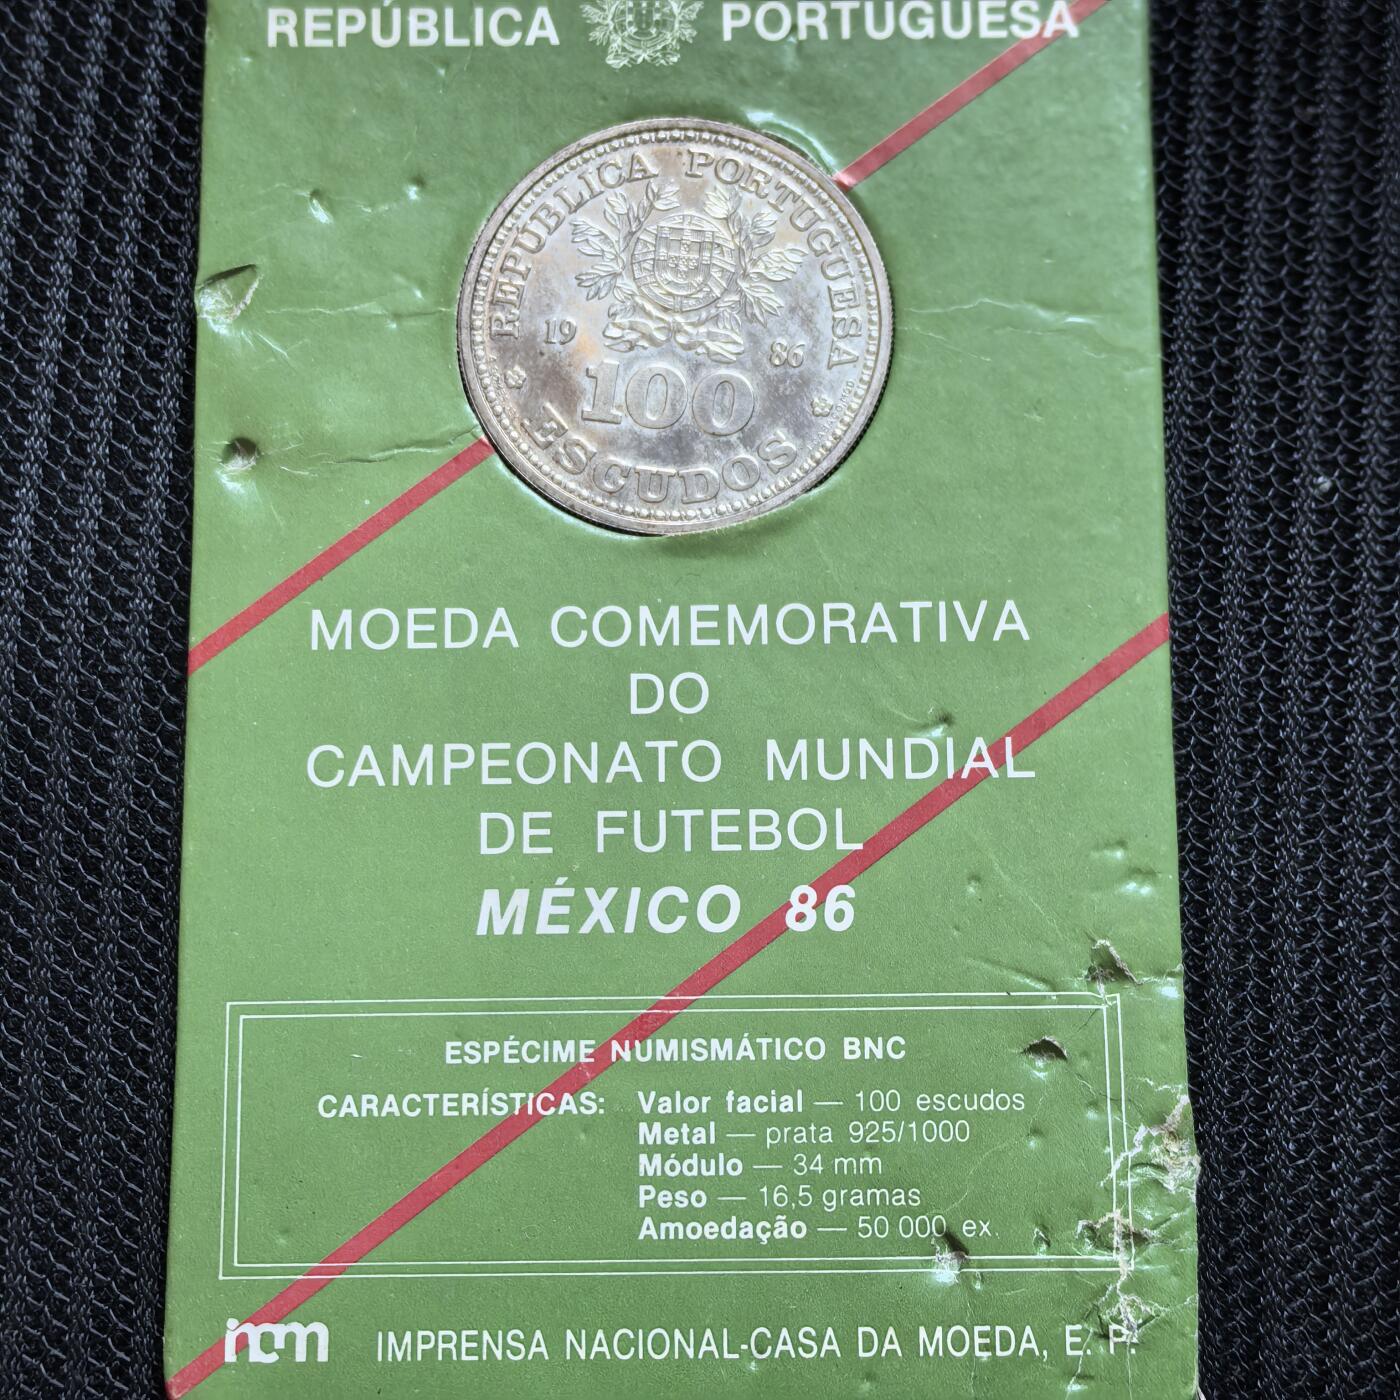 REPÚBLICA PORTUGUESA
REPUBLICA PORTUGUESA
19 86
100
ESCUDOS
MOEDA COMEMORATIVA
DO
CAMPEONATO MUNDIAL
DE FUTEBOL
MÉXICO 86
ESPÉCIME NUMISMÁTICO BNC
CARACTERÍSTICAS: Valor facial — 100 escudos
Metal — prata 925/1000
Módulo — 34 mm
Peso — 16,5 gramas
Amoedação — 50 000 ex.
incm IMPRENSA NACIONAL-CASA DA MOEDA, E. P.